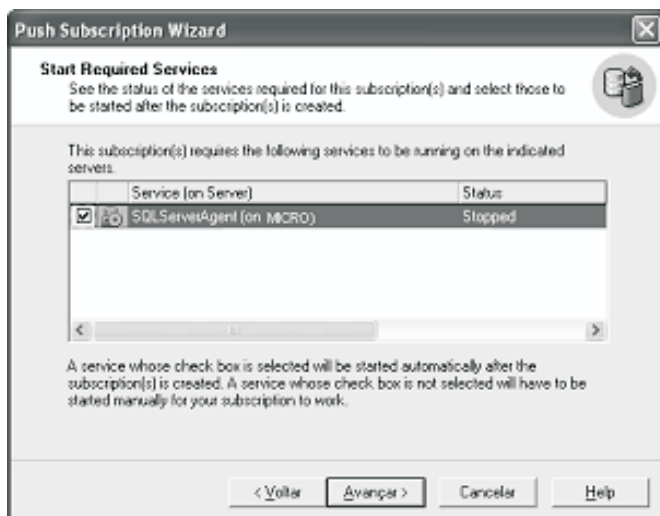 Push Subscription Wizard
Start Required Services
See the status of the services required for this subscription(s) and select those to
be started after the subscription(s) is created.
This subscription(s) requires the following services to be running on the indicated
servers.
Service (on Server) Status
SQLServerAgent (on MICRO) Stopped
A service whose check box is selected will be started automatically after the
subscription(s) is created. A service whose check box is not selected will have to be
started manually for your subscription to work.
< Voltar Avançar > Cancelar Help